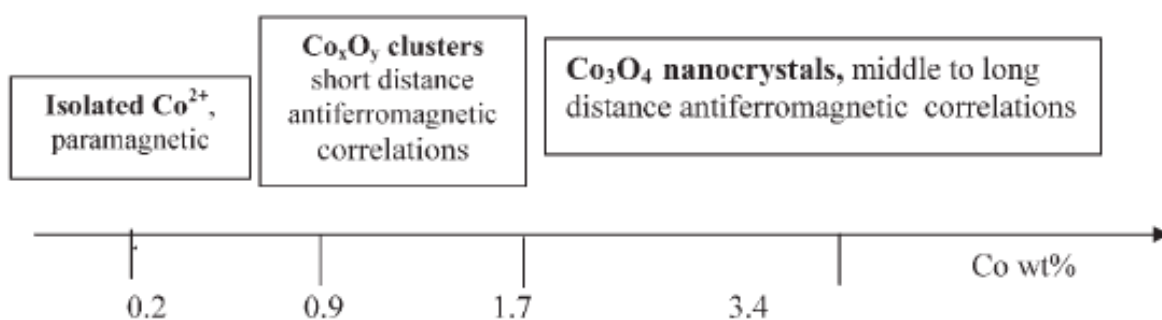 Isolated Co²⁺,
paramagnetic
CoₓOᵧ clusters
short distance
antiferromagnetic
correlations
Co₃O₄ nanocrystals, middle to long
distance antiferromagnetic correlations
Co wt%
0.2 0.9 1.7 3.4